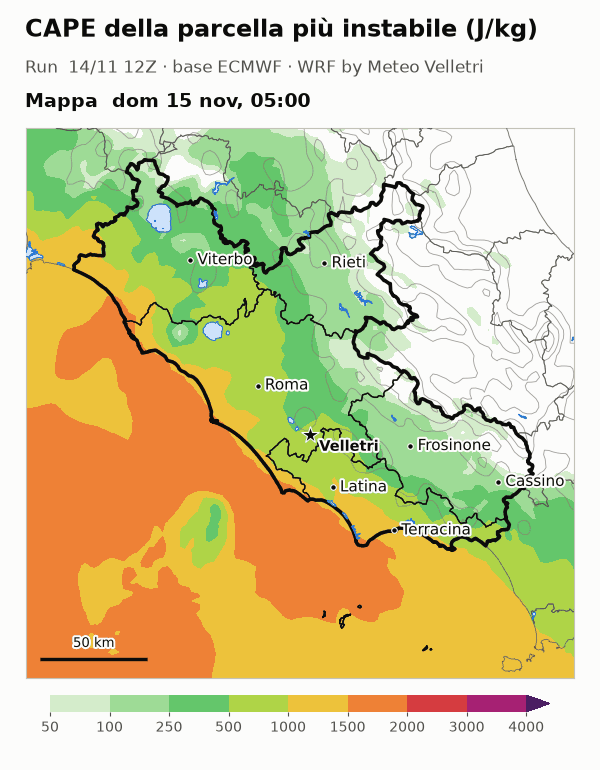 CAPE della parcella più instabile (J/kg)
Run  14/11 12Z · base ECMWF · WRF by Meteo Velletri
Mappa  dom 15 nov, 05:00
Viterbo
Rieti
Roma
Velletri
Frosinone
Latina
Cassino
Terracina
50 km
50 100 250 500 1000 1500 2000 3000 4000